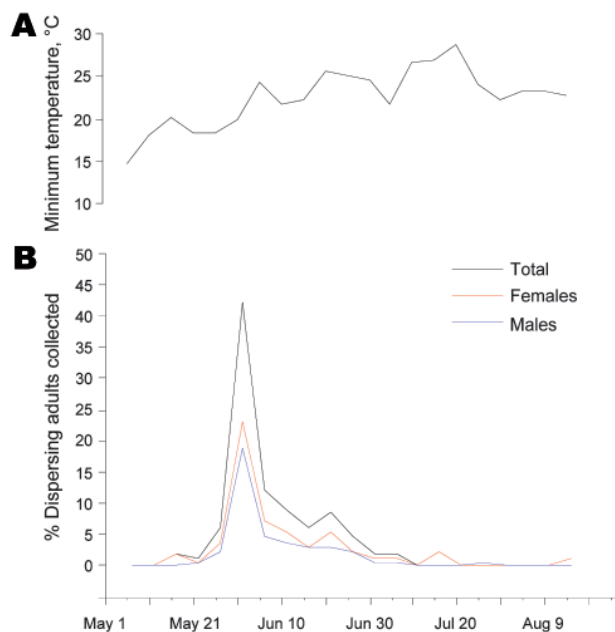 A
Minimum temperature, °C
30
25
20
15
10
B
% Dispersing adults collected
50
45
40
35
30
25
20
15
10
5
0
Total
Females
Males
May 1 May 21 Jun 10 Jun 30 Jul 20 Aug 9